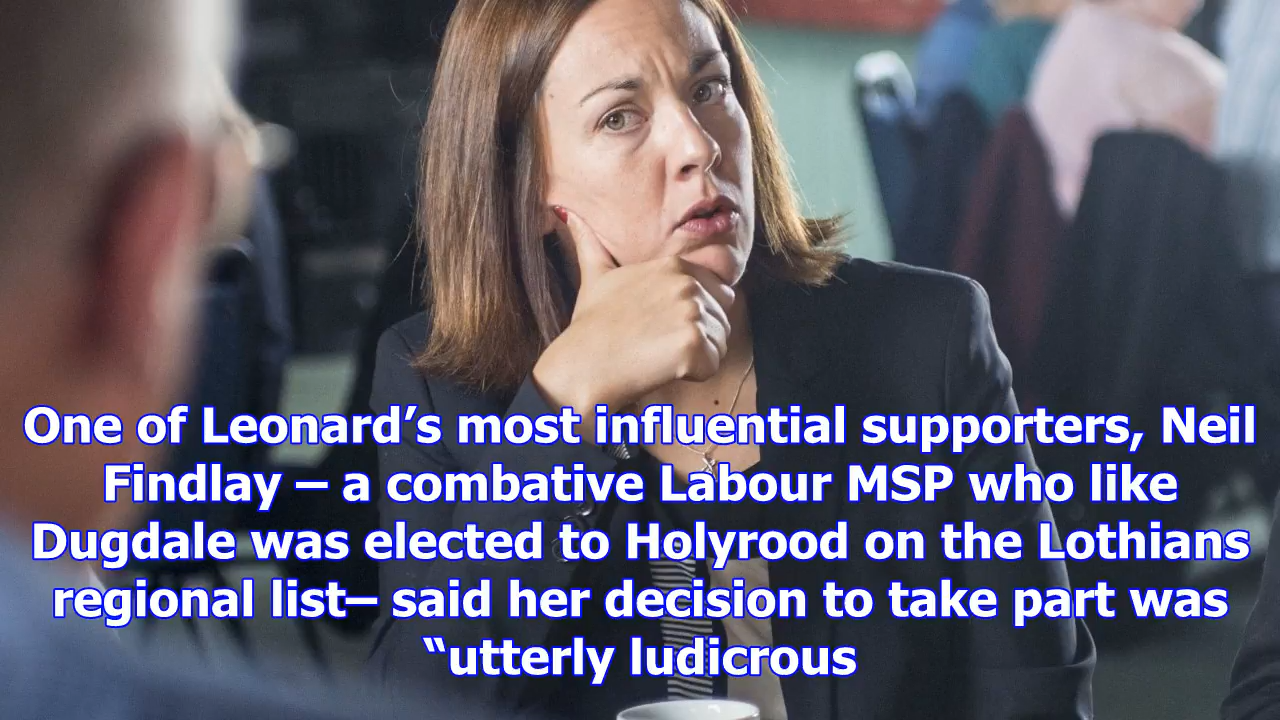 One of Leonard’s most influential supporters, Neil
Findlay – a combative Labour MSP who like
Dugdale was elected to Holyrood on the Lothians
regional list– said her decision to take part was
“utterly ludicrous